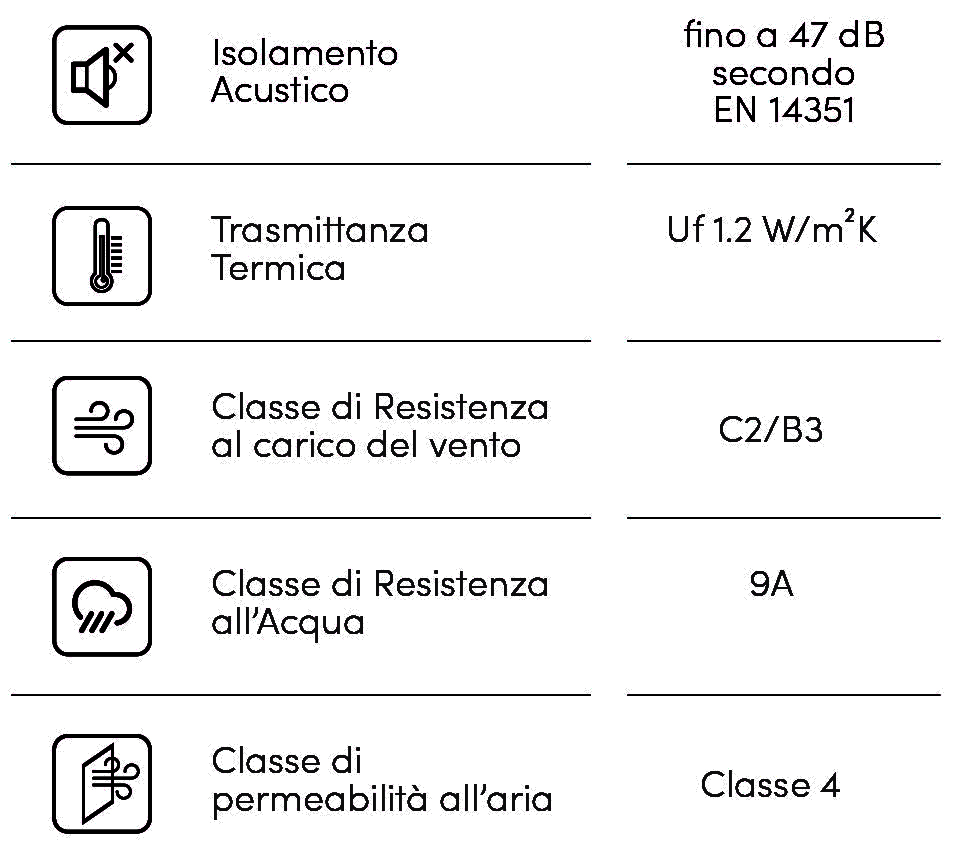 Isolamento
Acustico
fino a 47 dB
secondo
EN 14351
Trasmittanza
Termica
Uf 1.2 W/m²K
Classe di Resistenza
al carico del vento
C2/B3
Classe di Resistenza
all'Acqua
9A
Classe di
permeabilità all'aria
Classe 4